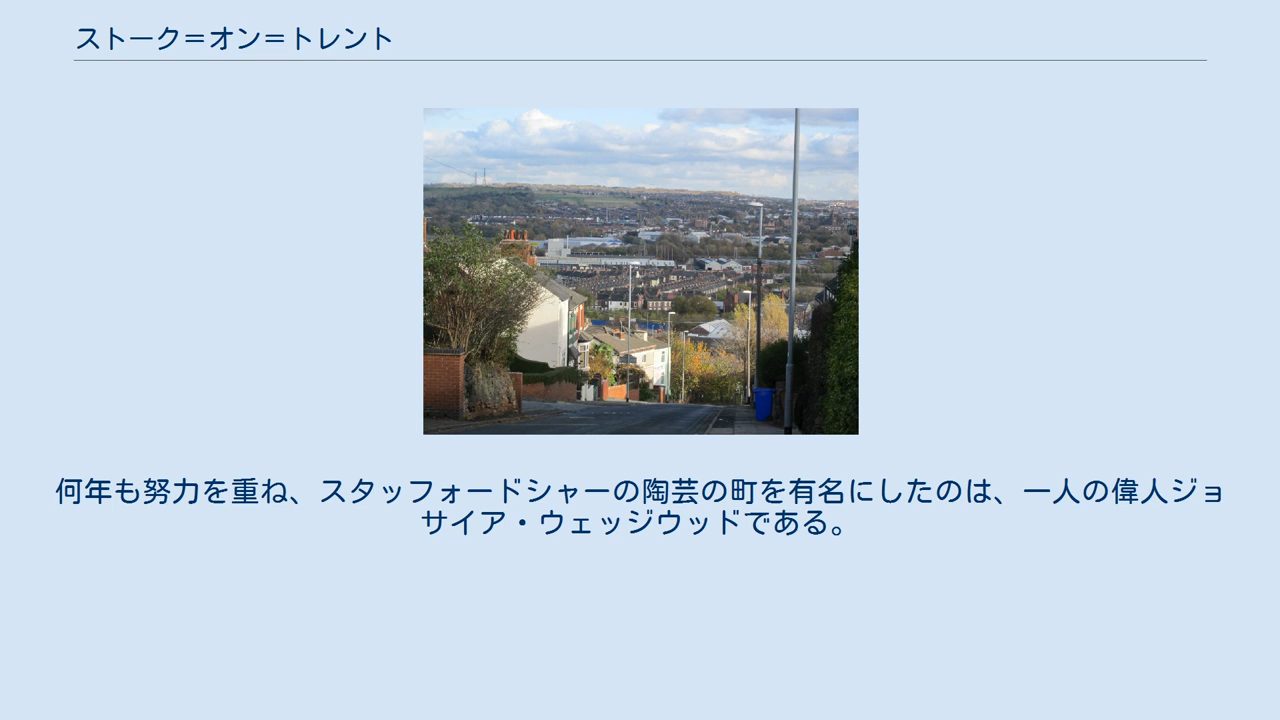 ストーク＝オン＝トレント
何年も努力を重ね、スタッフォードシャーの陶芸の町を有名にしたのは、一人の偉人ジョ
サイア・ウェッジウッドである。